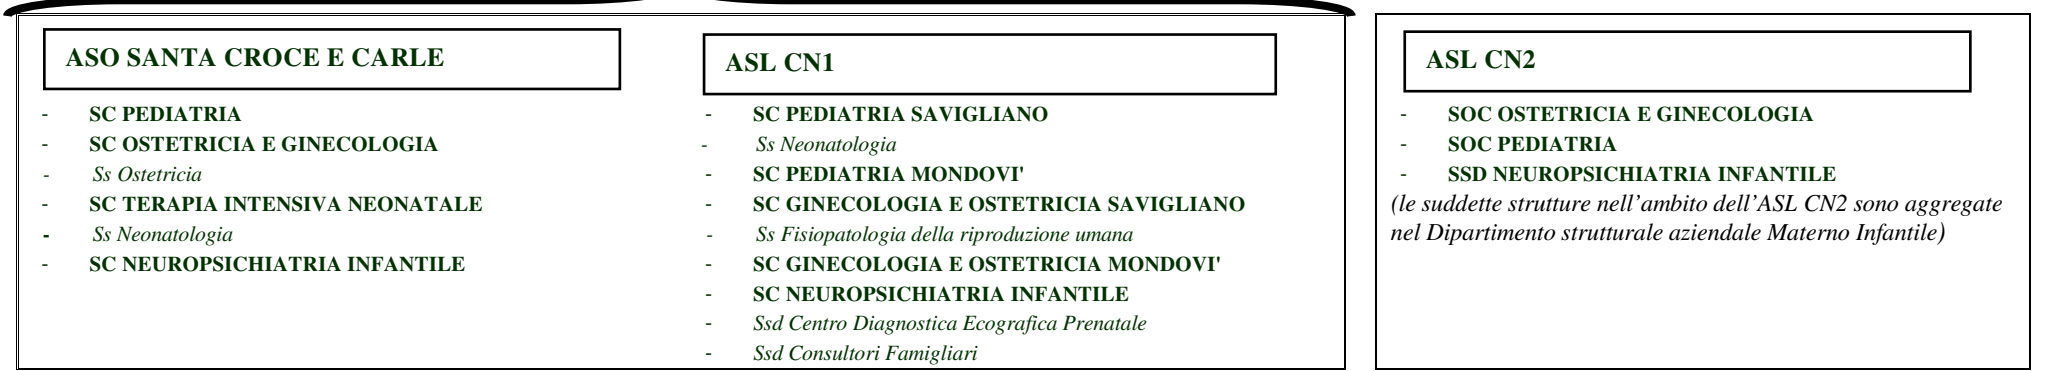 ASO SANTA CROCE E CARLE
- SC PEDIATRIA
- SC OSTETRICIA E GINECOLOGIA
- Ss Ostetricia
- SC TERAPIA INTENSIVA NEONATALE
- Ss Neonatologia
- SC NEUROPSICHIATRIA INFANTILE
ASL CN1
- SC PEDIATRIA SAVIGLIANO
- Ss Neonatologia
- SC PEDIATRIA MONDOVI'
- SC GINECOLOGIA E OSTETRICIA SAVIGLIANO
- Ss Fisiopatologia della riproduzione umana
- SC GINECOLOGIA E OSTETRICIA MONDOVI'
- SC NEUROPSICHIATRIA INFANTILE
- Ssd Centro Diagnostica Ecografica Prenatale
- Ssd Consultori Famigliari
ASL CN2
- SOC OSTETRICIA E GINECOLOGIA
- SOC PEDIATRIA
- SSD NEUROPSICHIATRIA INFANTILE
(le suddette strutture nell’ambito dell’ASL CN2 sono aggregate
nel Dipartimento strutturale aziendale Materno Infantile)